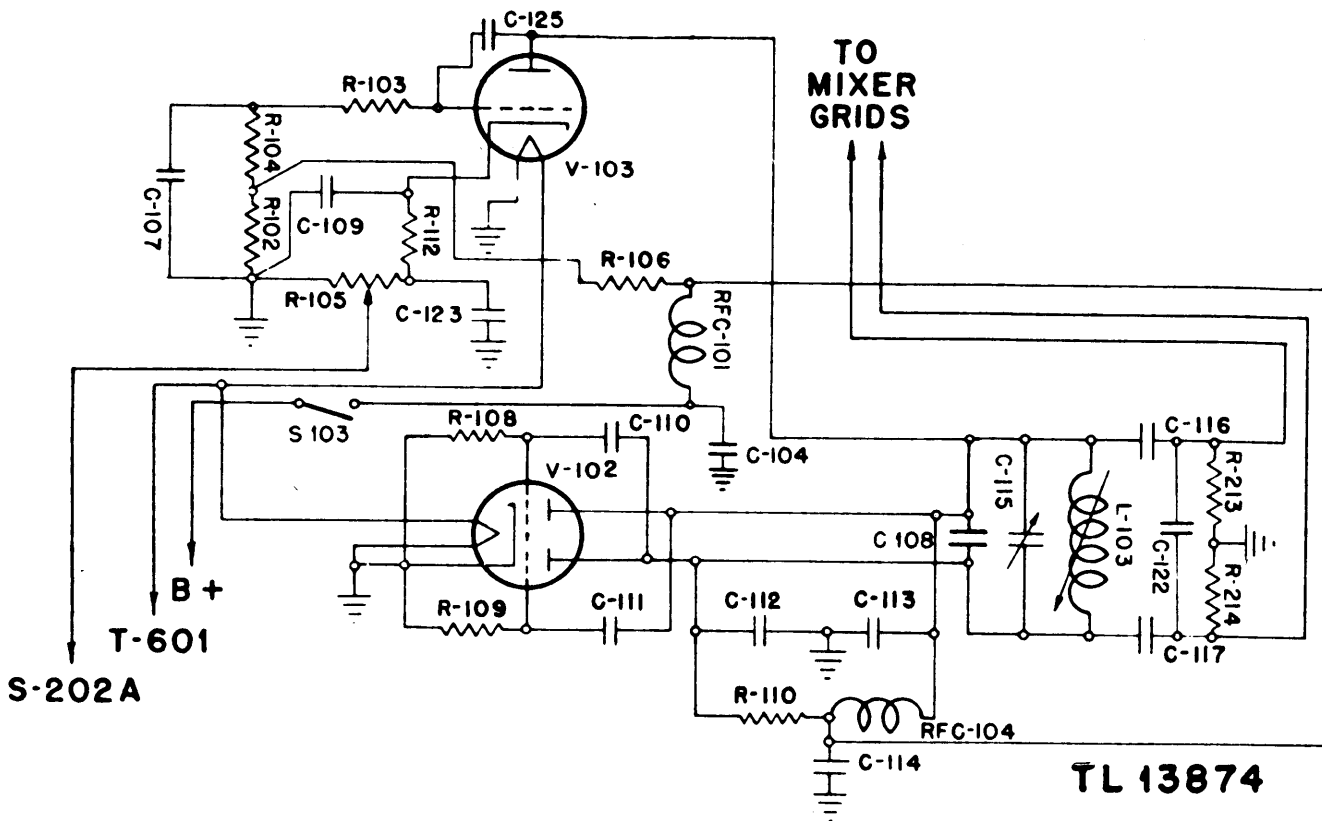 C-125
TO
MIXER
GRIDS
R-103
R-104
V-103
C-107
R-102
C-109
R-112
R-106
R-105
C-123
RFC-101
S 103
R-108
C-110
C-104
C-116
V-102
C-115
R-213
L-103
C 108
C-122
R-214
B +
R-109
C-111
C-112
C-113
T-601
C-117
S-202A
R-110
RFC-104
C-114
TL 13874